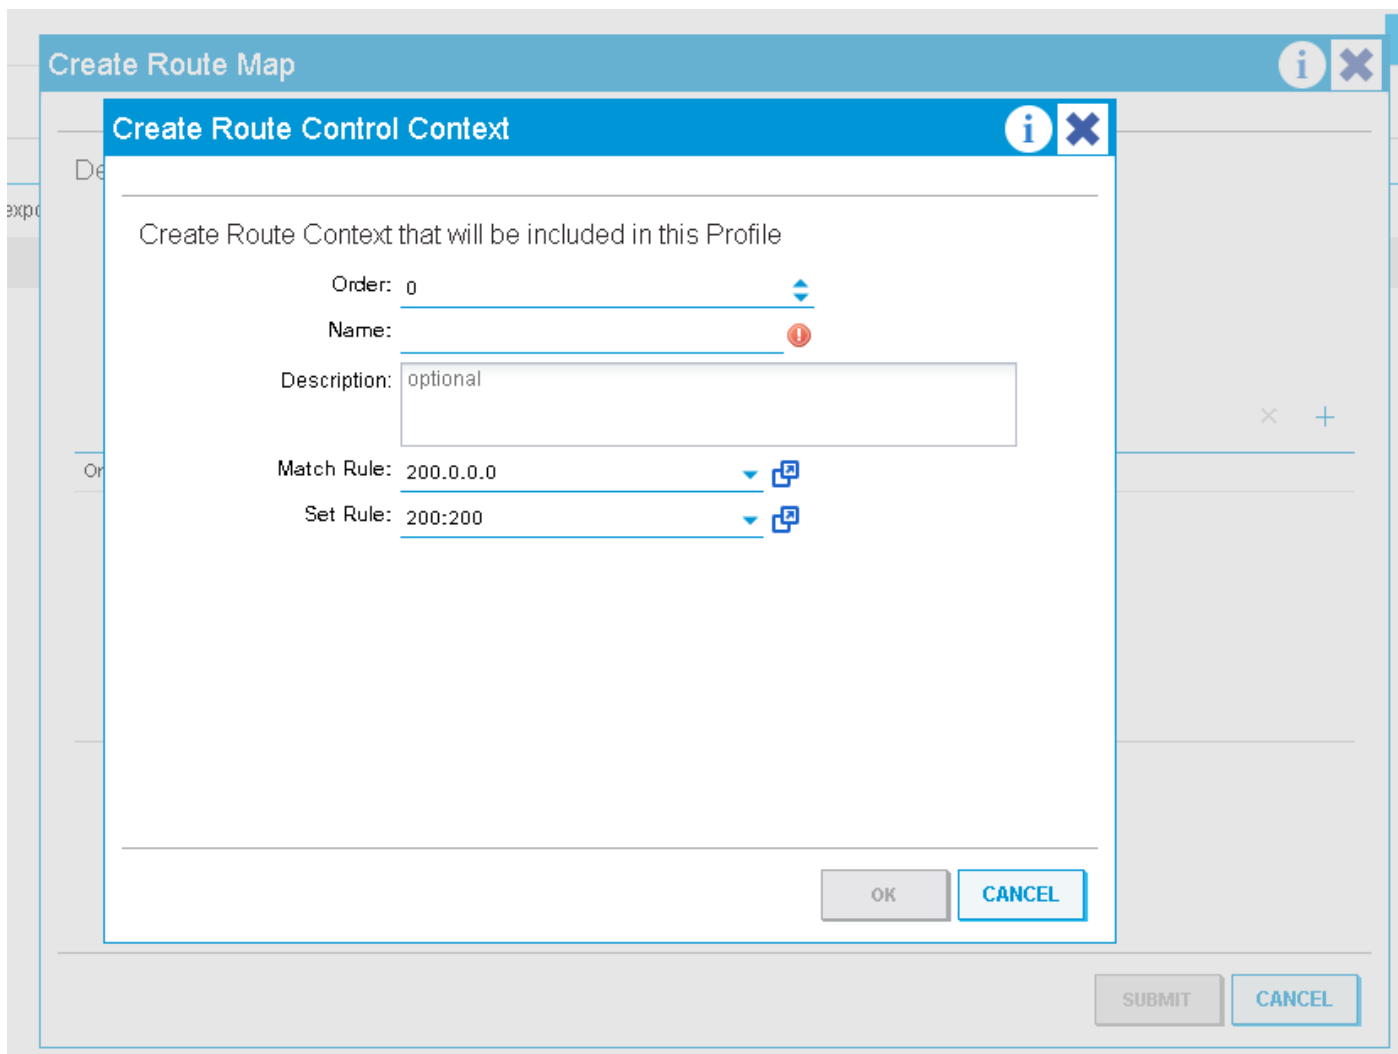 Create Route Map
Create Route Control Context
De
expo
Create Route Context that will be included in this Profile
Order: 0
Name:
Description: optional
Or
Match Rule: 200.0.0.0
Set Rule: 200:200
OK CANCEL
SUBMIT CANCEL